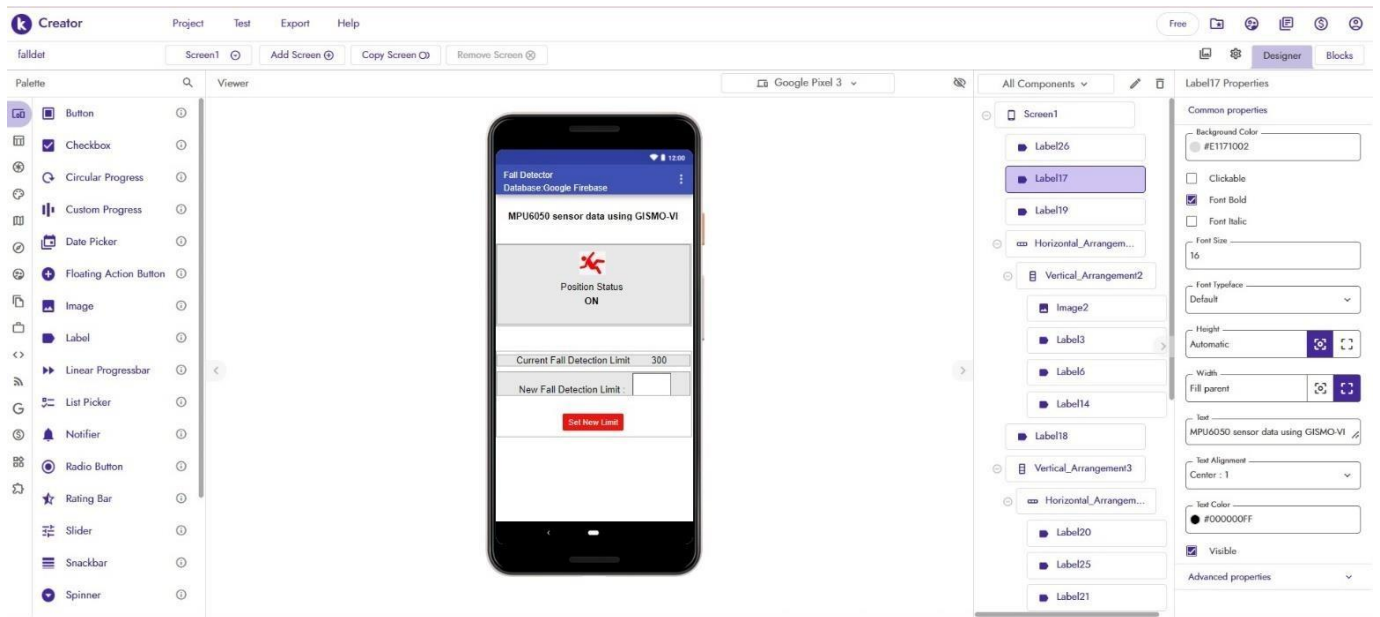 Creator
Project
Test
Export
Help
Free
falldet
Screen1
Add Screen
Copy Screen
Remove Screen
Designer
Blocks
Palette
Viewer
Google Pixel 3
All Components
Label17 Properties
Button
Checkbox
Circular Progress
Custom Progress
Date Picker
Floating Action Button
Image
Label
Linear Progressbar
List Picker
Notifier
Radio Button
Rating Bar
Slider
Snackbar
Spinner
12:00
Fall Detector
Database:Google Firebase
MPU6050 sensor data using GISMO-VI
Position Status
ON
Current Fall Detection Limit 300
New Fall Detection Limit :
Set New Limit
Screen1
Label26
Label17
Label19
Horizontal_Arrangem...
Vertical_Arrangement2
Image2
Label3
Label6
Label14
Label18
Vertical_Arrangement3
Horizontal_Arrangem...
Label20
Label25
Label21
Common properties
Background Color
#E1171002
Clickable
Font Bold
Font Italic
Font Size
16
Font Typeface
Default
Height
Automatic
Width
Fill parent
Text
MPU6050 sensor data using GISMO-VI
Text Alignment
Center : 1
Text Color
#000000FF
Visible
Advanced properties